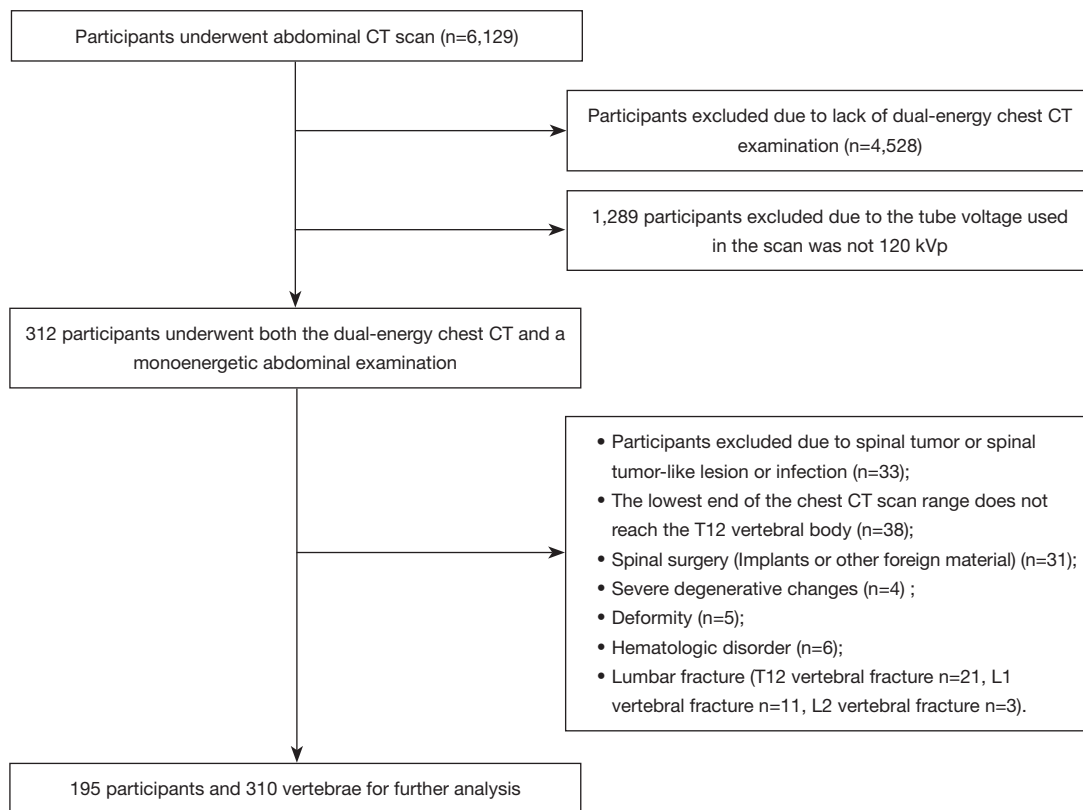 Participants underwent abdominal CT scan (n=6,129)
Participants excluded due to lack of dual-energy chest CT
examination (n=4,528)
1,289 participants excluded due to the tube voltage used
in the scan was not 120 kVp
312 participants underwent both the dual-energy chest CT and a
monoenergetic abdominal examination
• Participants excluded due to spinal tumor or spinal
tumor-like lesion or infection (n=33);
• The lowest end of the chest CT scan range does not
reach the T12 vertebral body (n=38);
• Spinal surgery (Implants or other foreign material) (n=31);
• Severe degenerative changes (n=4) ;
• Deformity (n=5);
• Hematologic disorder (n=6);
• Lumbar fracture (T12 vertebral fracture n=21, L1
vertebral fracture n=11, L2 vertebral fracture n=3).
195 participants and 310 vertebrae for further analysis